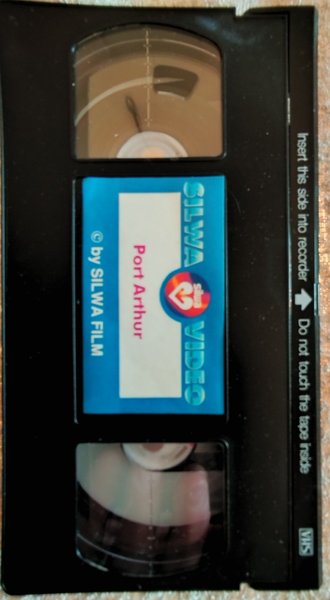 Insert this side into recorder Do not touch the tape inside
VHS
SILWA VIDEO
silwa
Port Arthur
© by SILWA FILM